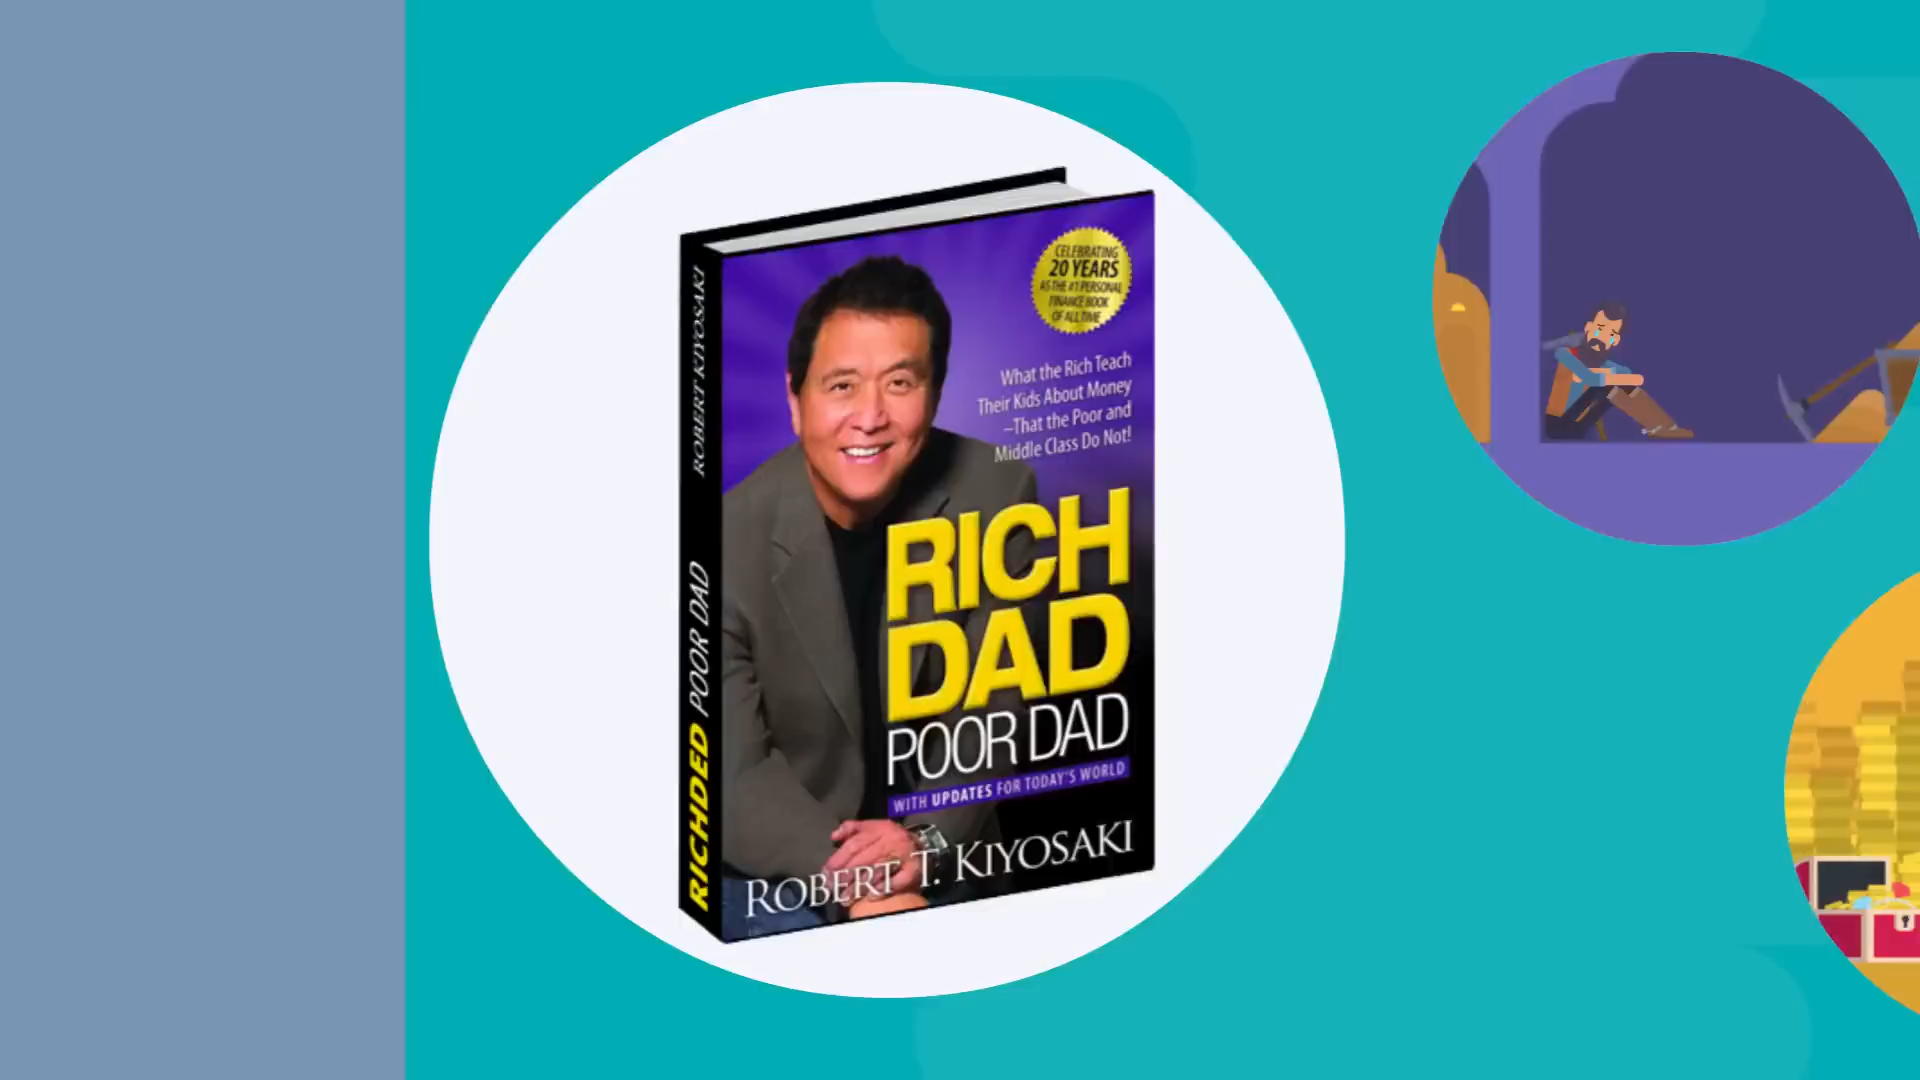 ROBERT KIYOSAKI
RICHDED POOR DAD
CELEBRATING
20 YEARS
AS THE #1 PERSONAL
FINANCE BOOK
OF ALL TIME
What the Rich Teach
Their Kids About Money
–That the Poor and
Middle Class Do Not!
RICH
DAD
POOR DAD
WITH UPDATES FOR TODAY'S WORLD
ROBERT T. KIYOSAKI